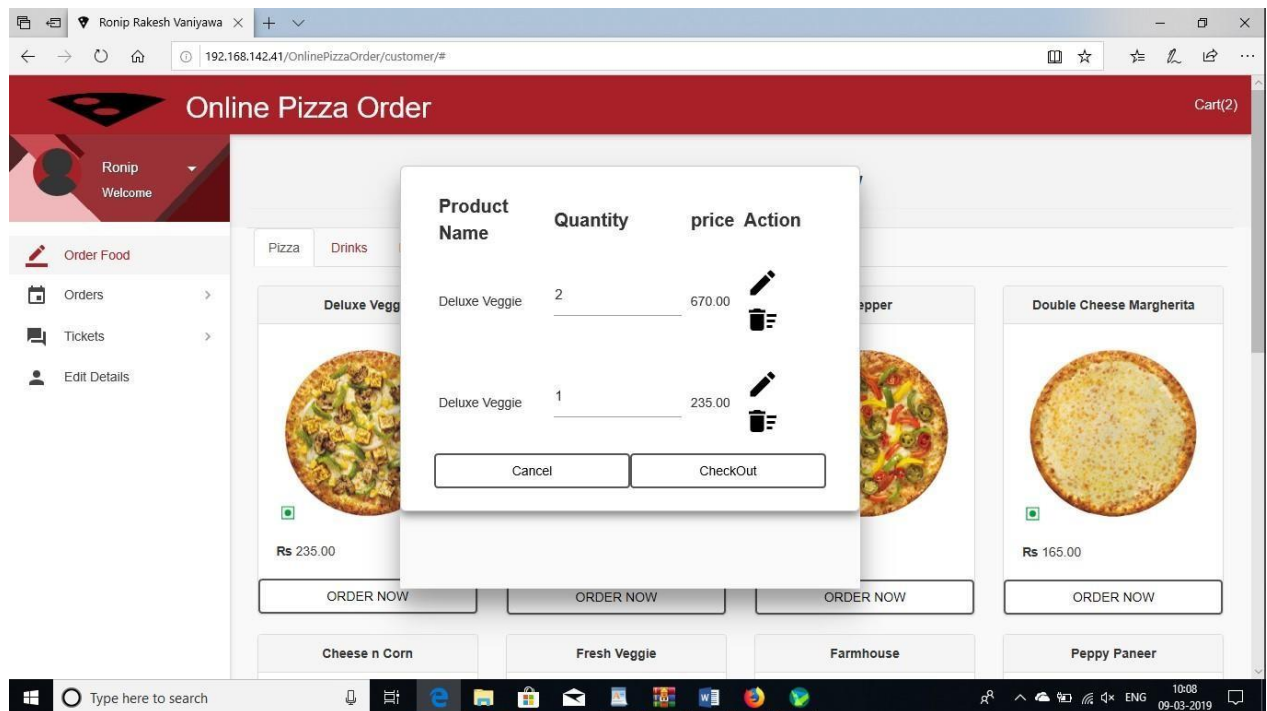 Ronip Rakesh Vaniyawa
192.168.142.41/OnlinePizzaOrder/customer/#
Online Pizza Order
Cart(2)
Ronip
Welcome
Order Food
Orders
Tickets
Edit Details
Pizza Drinks
Product Name Quantity price Action
Deluxe Veggie 2 670.00
Deluxe Veggie 1 235.00
Cancel CheckOut
Deluxe Vegg
epper
Double Cheese Margherita
Rs 235.00
Rs 165.00
ORDER NOW ORDER NOW ORDER NOW ORDER NOW
Cheese n Corn Fresh Veggie Farmhouse Peppy Paneer
Type here to search
ENG
10:08
09-03-2019